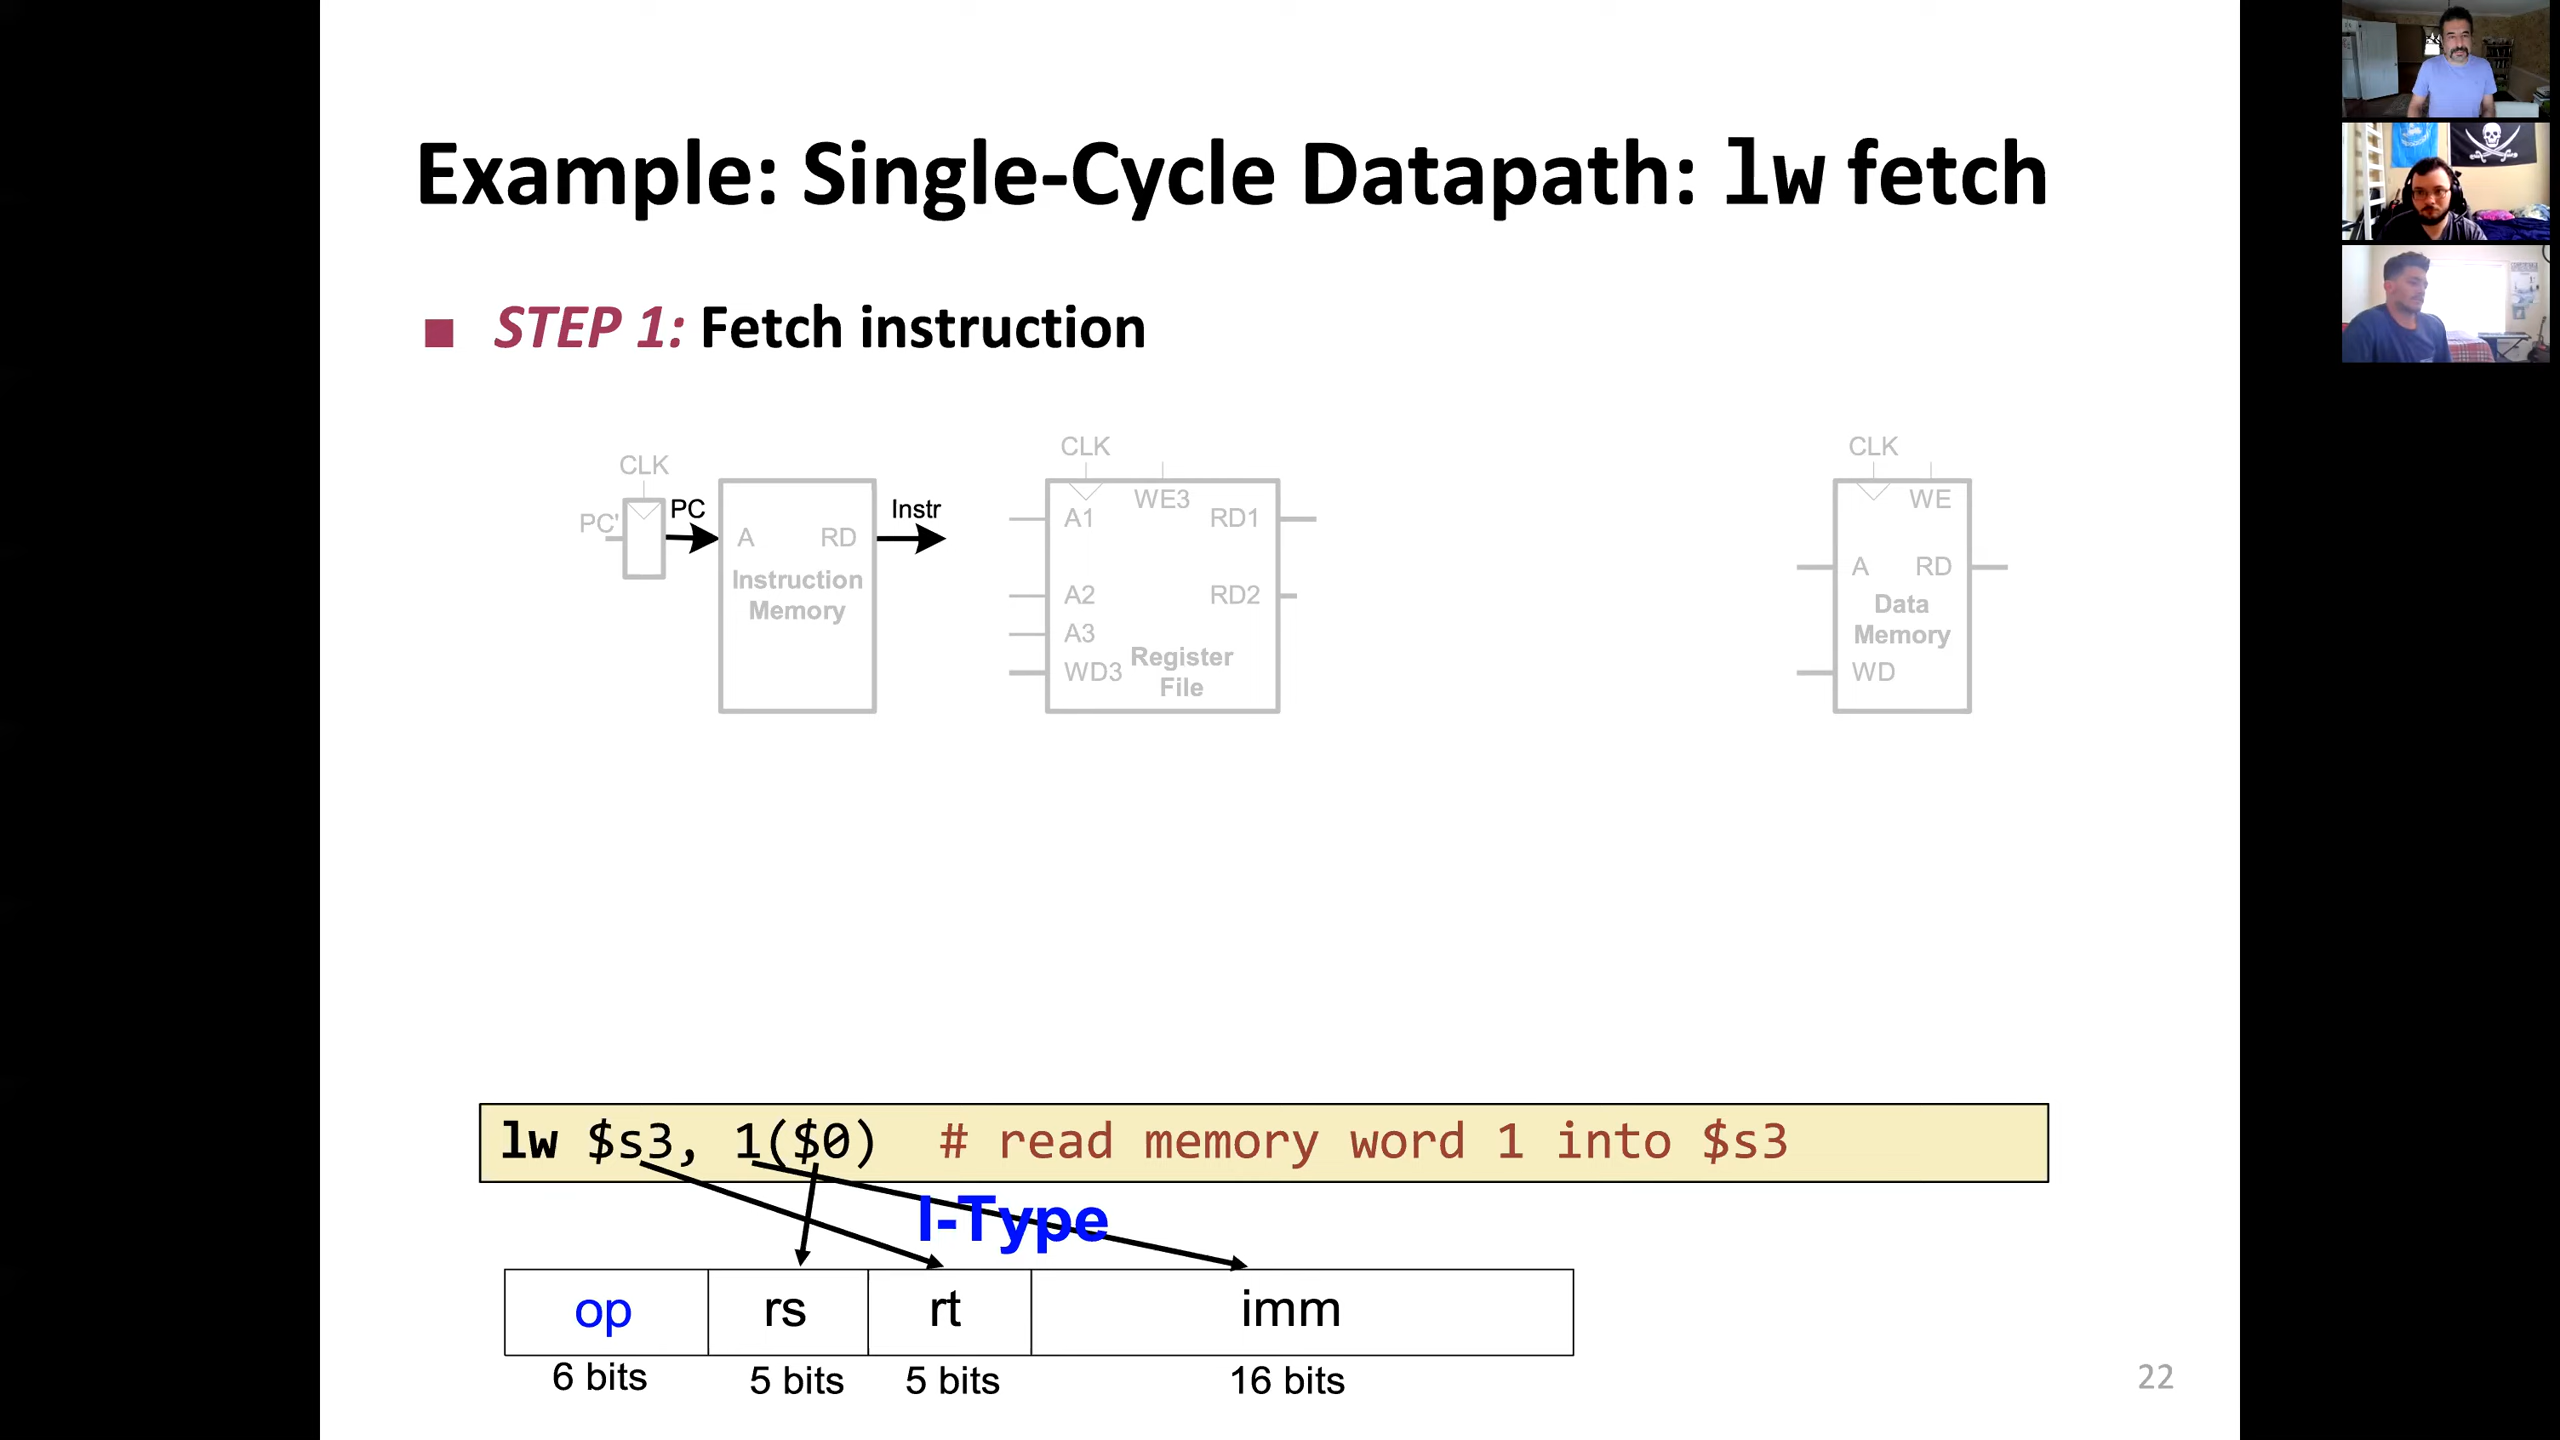 Example: Single-Cycle Datapath: lw fetch
STEP 1: Fetch instruction
CLK
PC'
PC
A
RD
Instruction
Memory
Instr
CLK
WE3
A1
RD1
A2
RD2
A3
WD3
Register
File
CLK
WE
A
RD
Data
Memory
WD
lw $s3, 1($0) # read memory word 1 into $s3
I-Type
op
rs
rt
imm
6 bits
5 bits
5 bits
16 bits
22